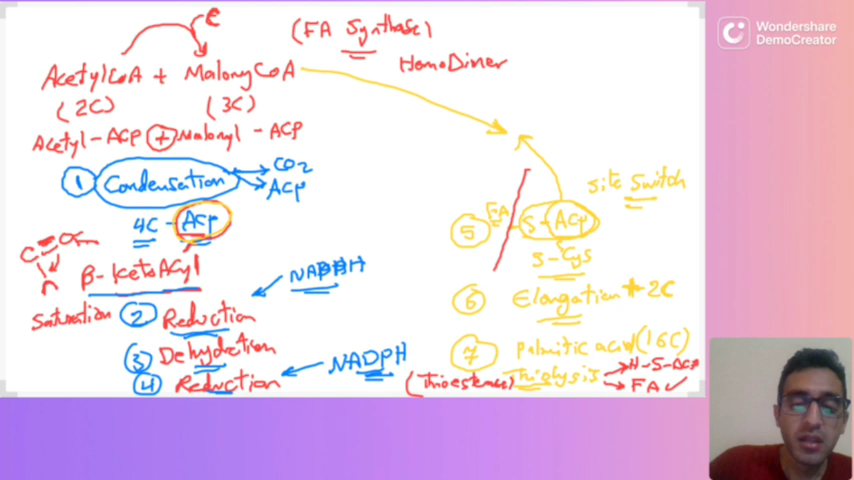 e
(FA Synthase)
HomoDimer
AcetylCoA + MalonyCoA
(2C) (3C)
Acetyl-ACP + Malonyl-ACP
1 Condensation
CO2
ACP
4C - ACP
β-KetoACyl
Saturation
2 Reduction
NADPH
3 Dehydration
4 Reduction
NADPH
Site Switch
5 FA S-ACP
S-Cys
6 Elongation +2C
7 Palmitic acid (16C)
(Thioesterase) Thiolysis
H-S-ACP
FA ✓
Wondershare
DemoCreator